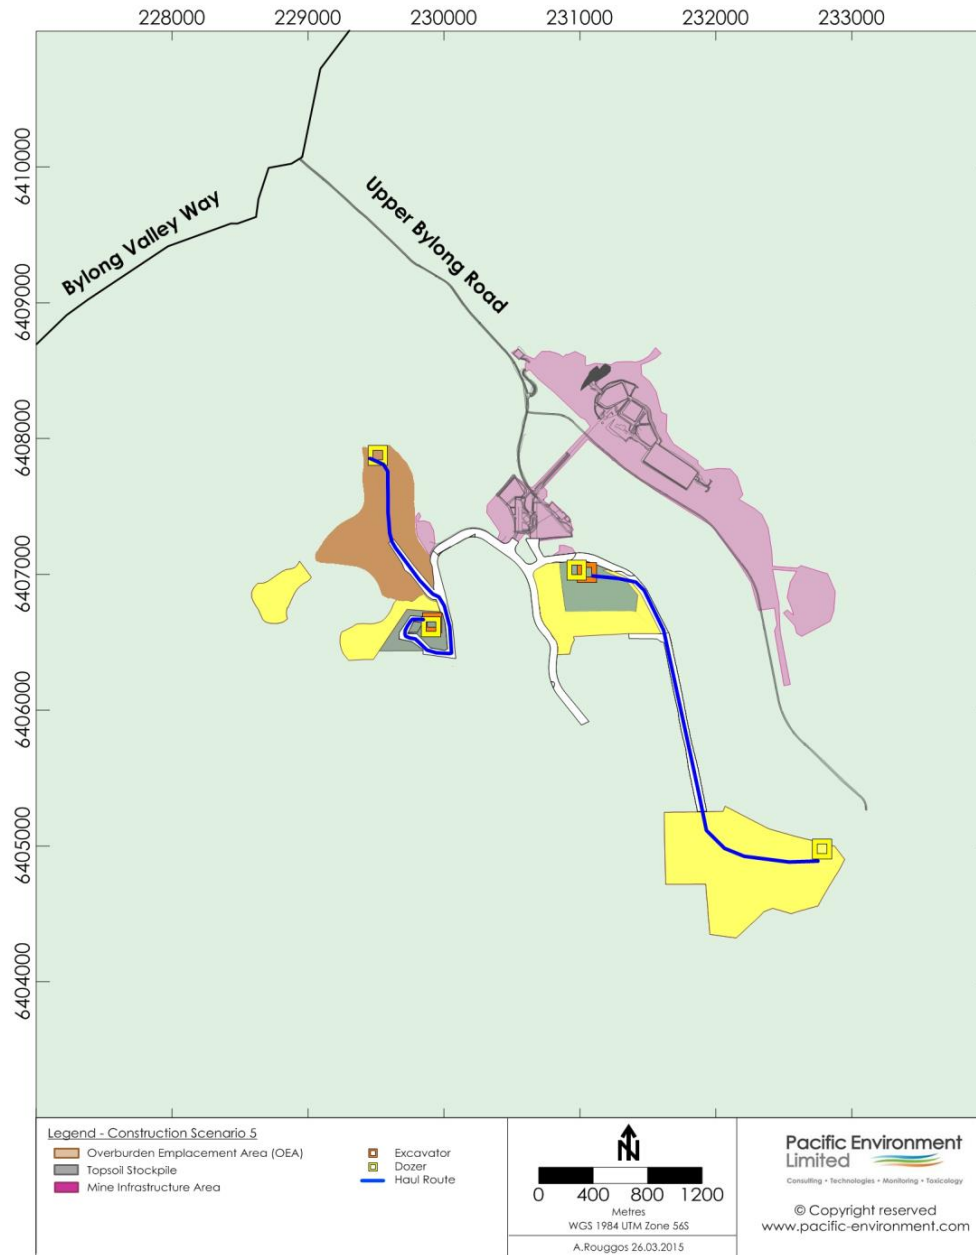 228000 229000 230000 231000 232000 233000
6410000
6409000
6408000
6407000
6406000
6405000
6404000
Bylong Valley Way
Upper Bylong Road
Legend - Construction Scenario 5
Overburden Emplacement Area (OEA)
Topsoil Stockpile
Mine Infrastructure Area
Excavator
Dozer
Haul Route
N
0 400 800 1200
Metres
WGS 1984 UTM Zone 56S
A.Rouggos 26.03.2015
Pacific Environment
Limited
Consulting • Technologies • Monitoring • Toxicology
© Copyright reserved
www.pacific-environment.com